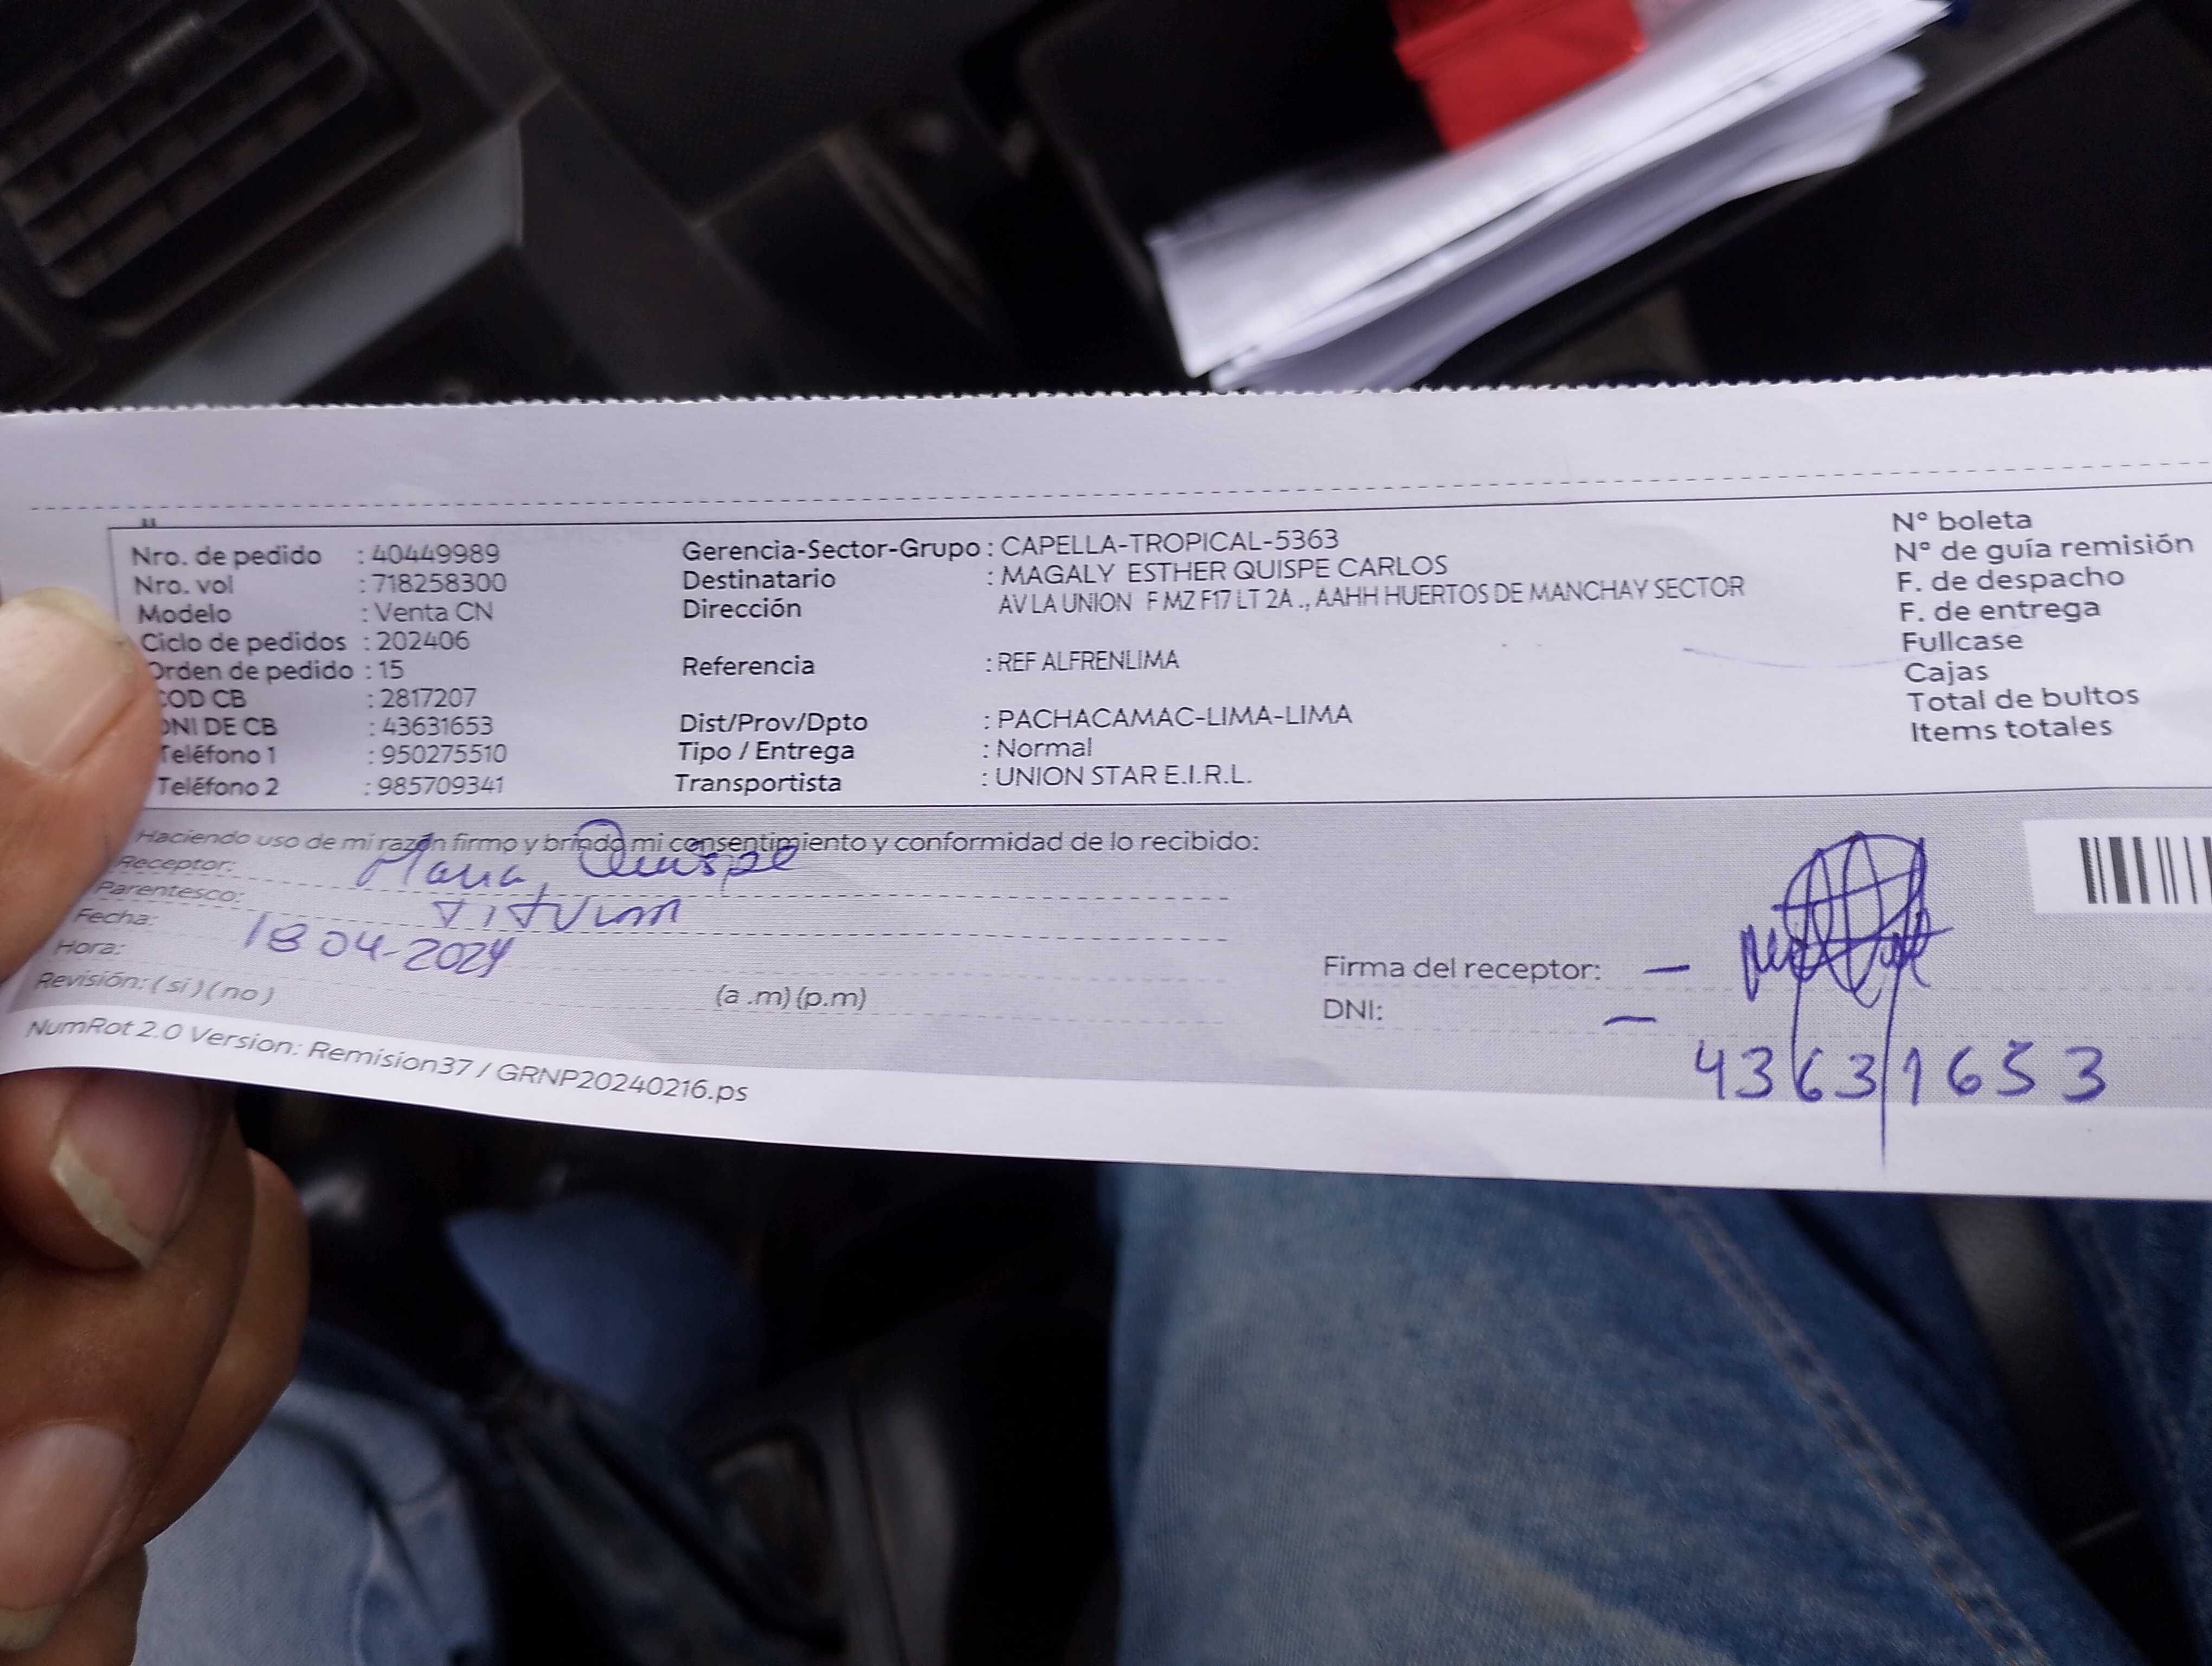 Nro. de pedido : 40449989
Nro. vol : 718258300
Modelo : Venta CN
Ciclo de pedidos : 202406
Orden de pedido : 15
COD CB : 2817207
DNI DE CB : 43631653
Teléfono 1 : 950275510
Teléfono 2 : 985709341
Gerencia-Sector-Grupo : CAPELLA-TROPICAL-5363
Destinatario : MAGALY ESTHER QUISPE CARLOS
Dirección AV LA UNION F MZ F17 LT 2A ., AAHH HUERTOS DE MANCHAY SECTOR
Referencia : REF ALFRENLIMA
Dist/Prov/Dpto : PACHACAMAC-LIMA-LIMA
Tipo / Entrega : Normal
Transportista : UNION STAR E.I.R.L.
N° boleta
N° de guía remisión
F. de despacho
F. de entrega
Fullcase
Cajas
Total de bultos
Items totales
Haciendo uso de mi razón firmo y brindo mi consentimiento y conformidad de lo recibido:
Receptor: Quispe
Parentesco:
Fecha: 18 04-2024
Hora: (a .m) (p.m)
Revisión: ( si ) ( no )
Firma del receptor:
DNI: 43631653
NumRot 2.0 Version: Remision37 / GRNP20240216.ps